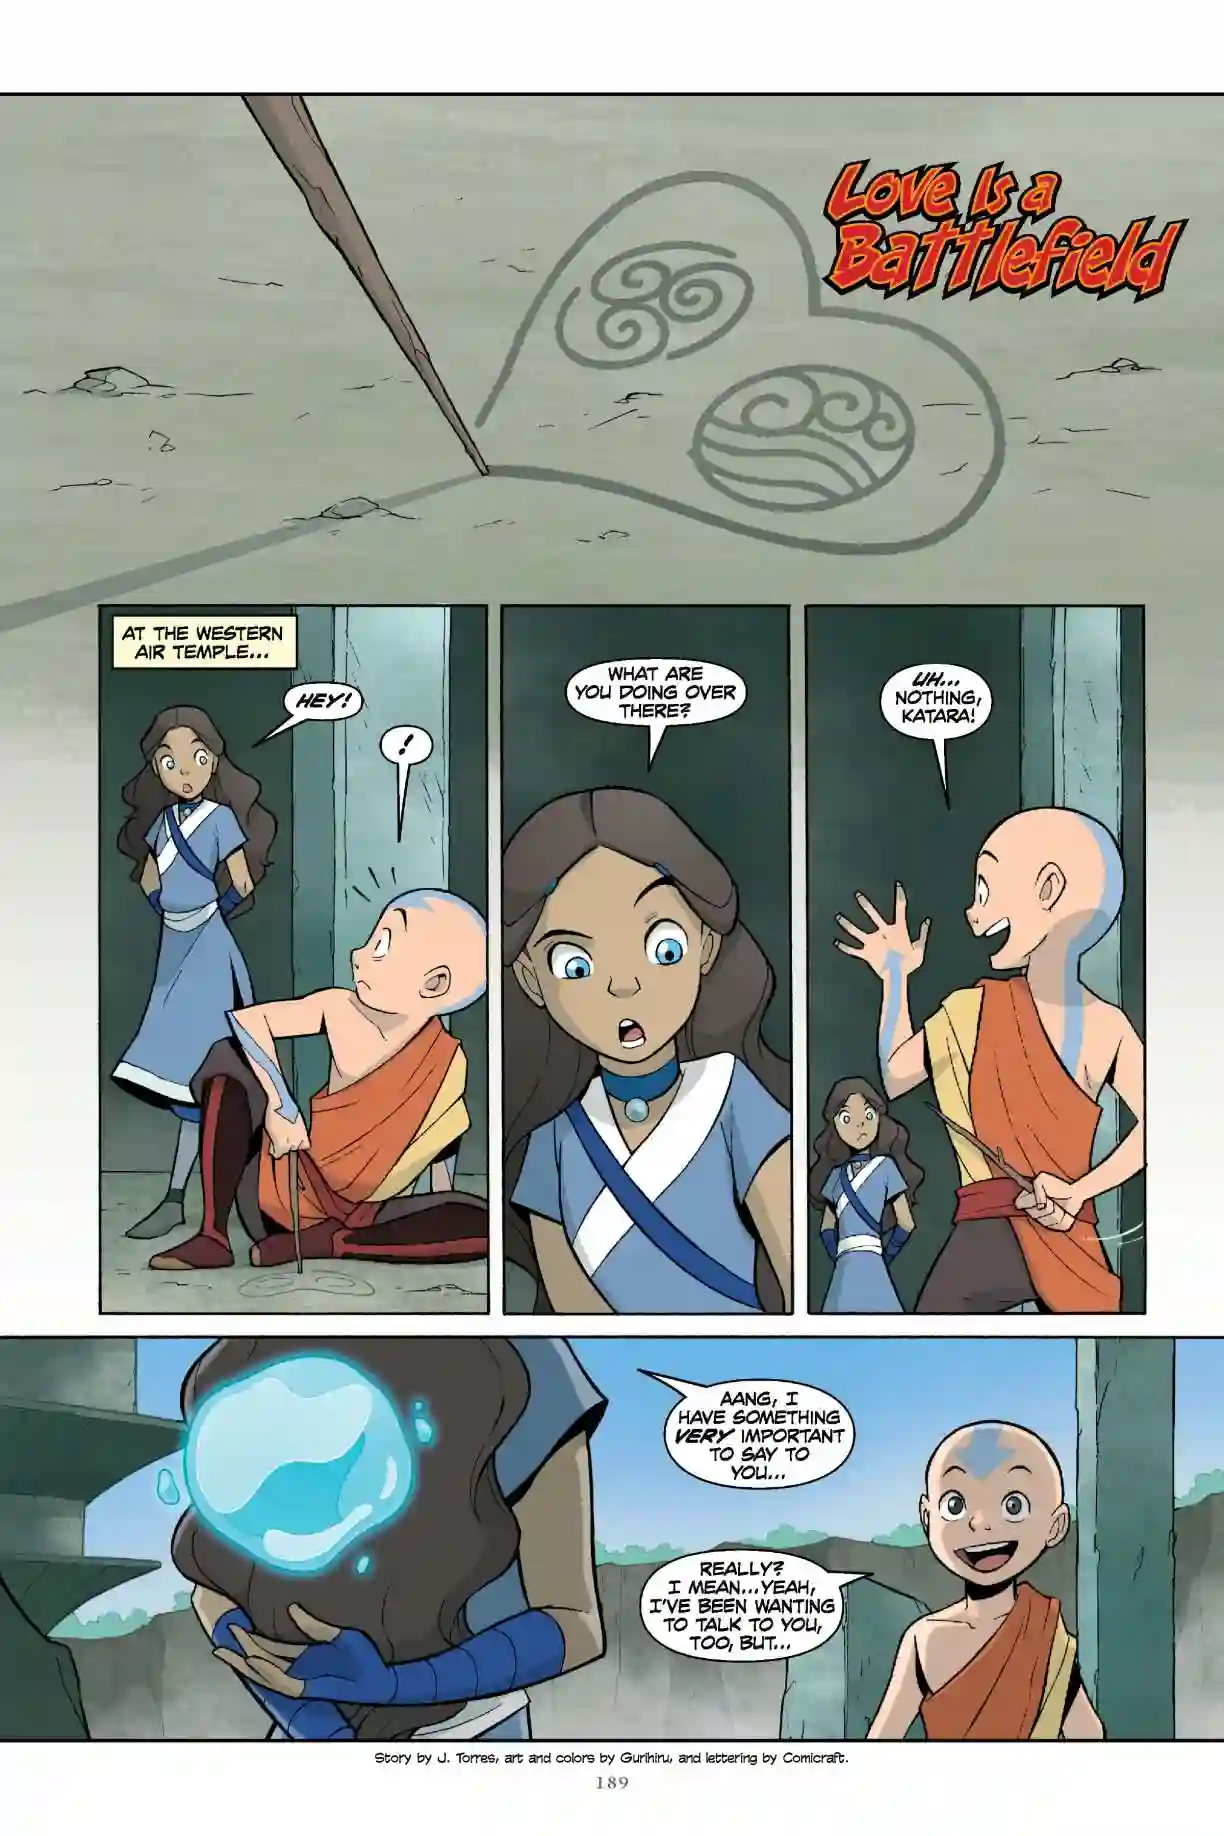 Love Is a
Battlefield
AT THE WESTERN
AIR TEMPLE...
HEY!
!
WHAT ARE
YOU DOING OVER
THERE?
UH...
NOTHING,
KATARA!
AANG, I
HAVE SOMETHING
VERY IMPORTANT
TO SAY TO
YOU...
REALLY?
I MEAN...YEAH,
I'VE BEEN WANTING
TO TALK TO YOU,
TOO, BUT...
Story by J. Torres, art and colors by Gurihiru, and lettering by Comicraft.
189